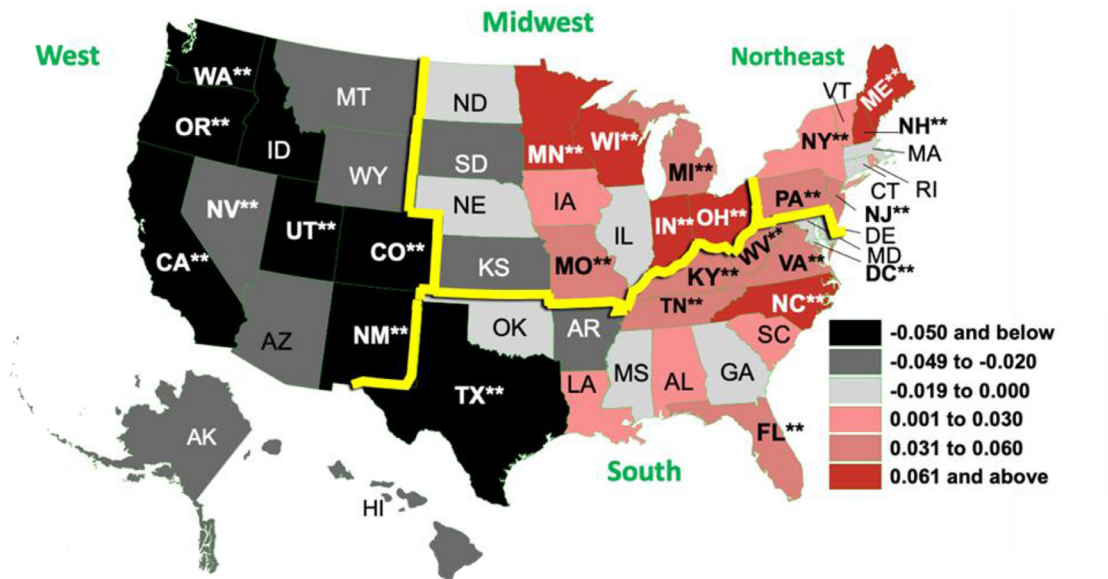 Midwest
West
Northeast
WA**
MT
ND
VT
ME**
OR**
ID
MN**
WI**
NY**
NH**
SD
MI**
MA
WY
RI
NV**
NE
IA
PA**
CT
UT**
CO**
IL
IN**
OH**
NJ**
DE
CA**
KS
MO**
WV**
MD
KY**
VA**
DC**
TN**
NC**
AZ
NM**
OK
AR
SC
TX**
LA
MS
AL
GA
FL**
AK
HI
South
-0.050 and below
-0.049 to -0.020
-0.019 to 0.000
0.001 to 0.030
0.031 to 0.060
0.061 and above